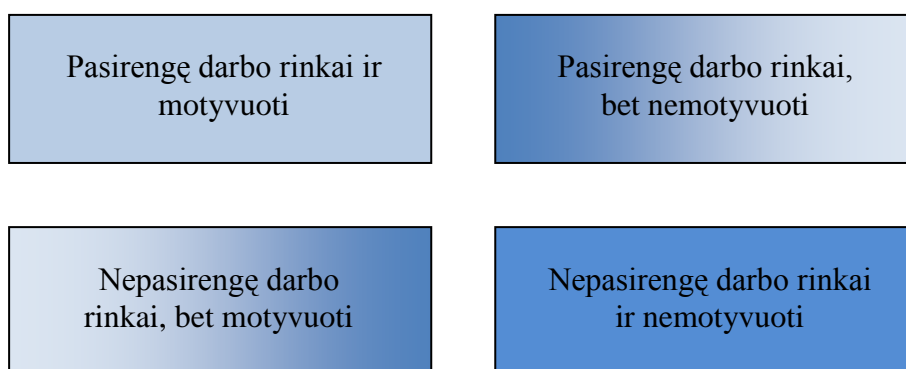 Pasirengę darbo rinkai ir
motyvuoti
Pasirengę darbo rinkai,
bet nemotyvuoti
Nepasirengę darbo
rinkai, bet motyvuoti
Nepasirengę darbo rinkai
ir nemotyvuoti